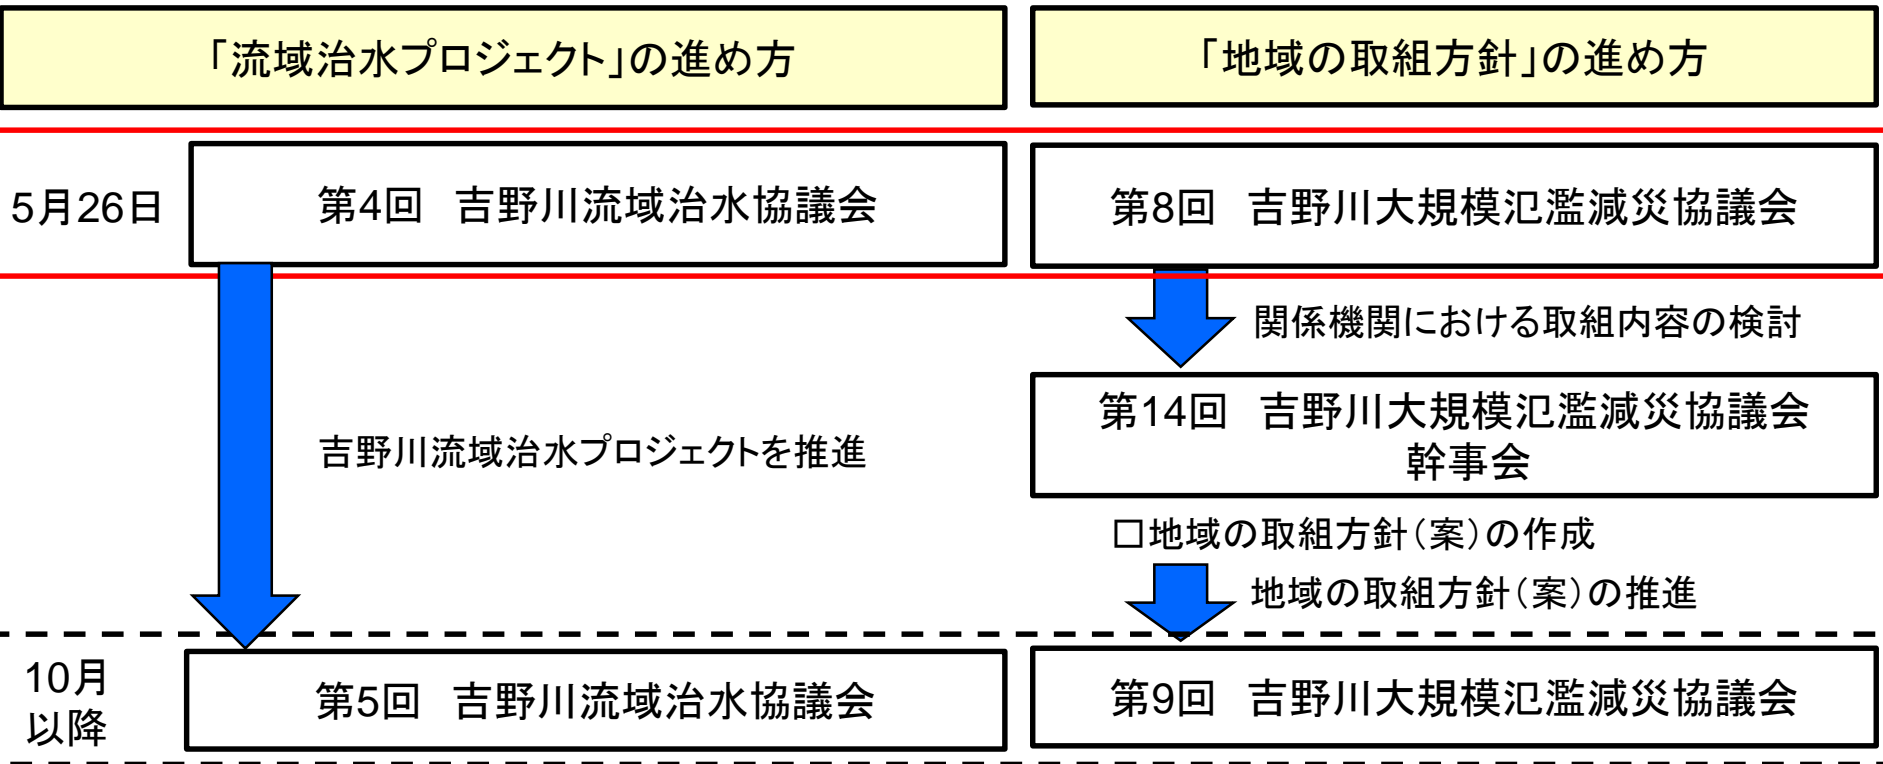 「流域治水プロジェクト」の進め方
「地域の取組方針」の進め方
5月26日
第4回　吉野川流域治水協議会
第8回　吉野川大規模氾濫減災協議会
関係機関における取組内容の検討
第14回　吉野川大規模氾濫減災協議会
幹事会
吉野川流域治水プロジェクトを推進
□地域の取組方針（案）の作成
地域の取組方針（案）の推進
10月
以降
第5回　吉野川流域治水協議会
第9回　吉野川大規模氾濫減災協議会